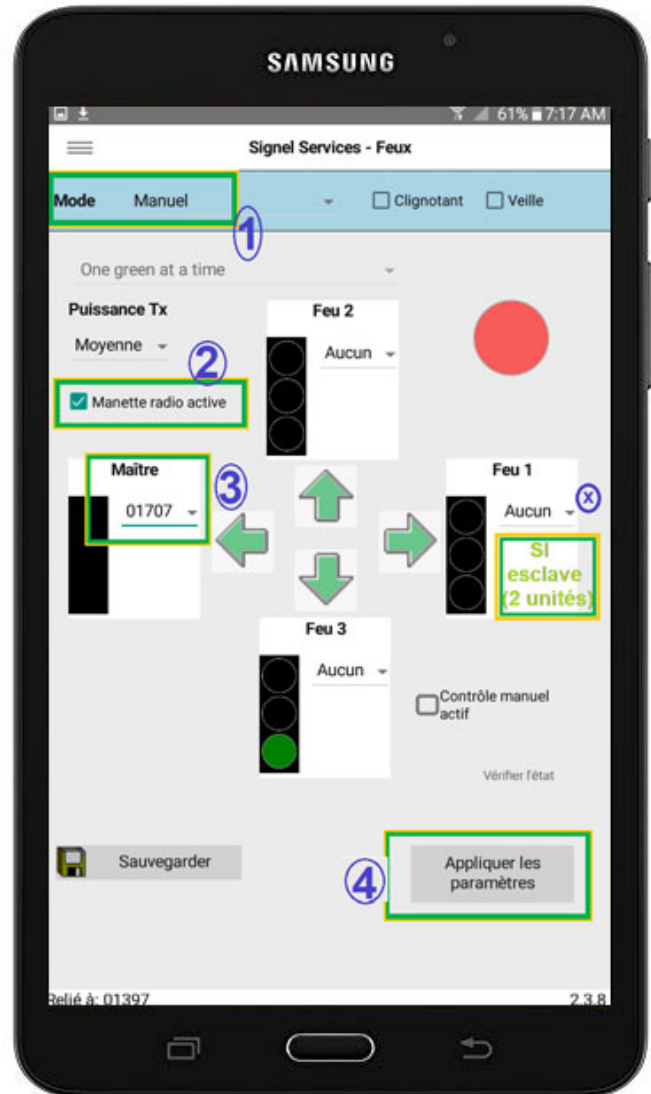 SAMSUNG
61% 7:17 AM
Signel Services - Feux
Mode Manuel Clignotant Veille
1
One green at a time
Puissance Tx
Moyenne
2
Manette radio active
Feu 2
Aucun
Maître
01707
3
Feu 1
Aucun
x
SI
esclave
(2 unités)
Feu 3
Aucun
Contrôle manuel
actif
Vérifier l'état
Sauvegarder
4
Appliquer les
paramètres
Relié à: 01397 2.3.8